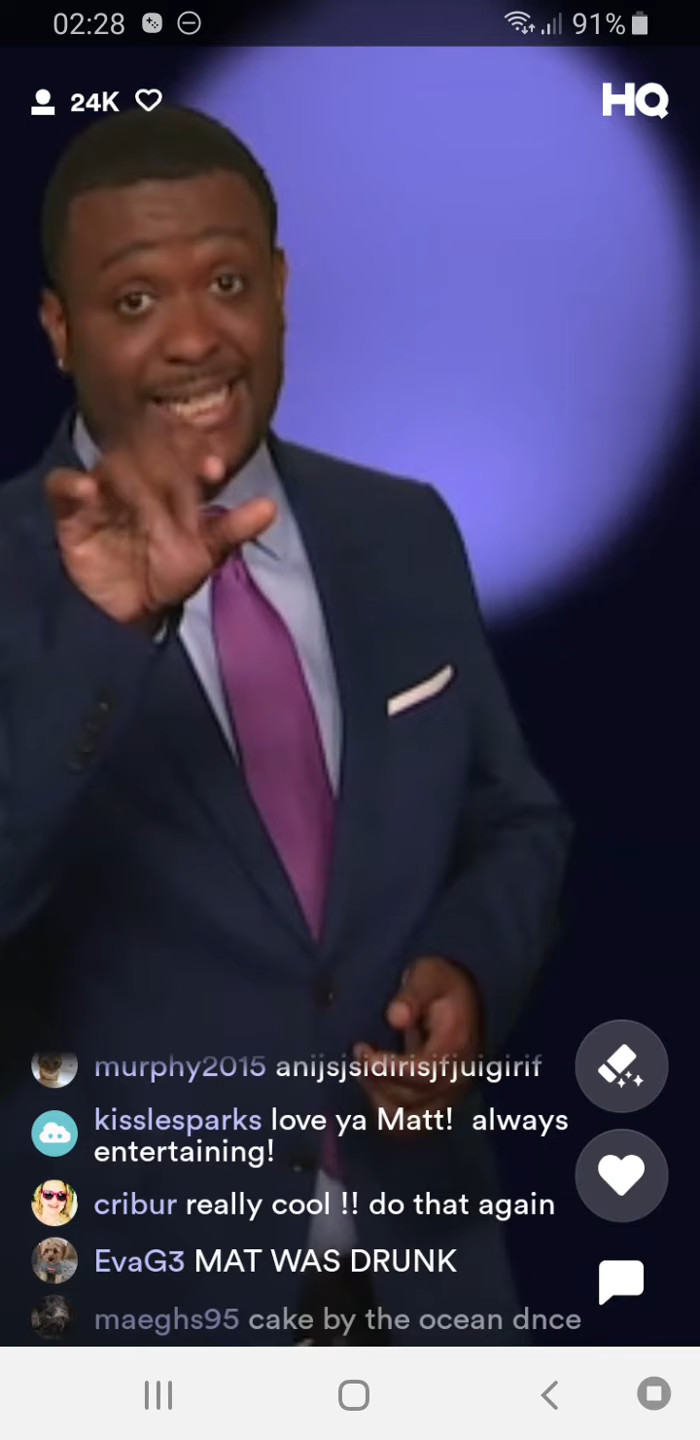 02:28
91%
24K
HQ
murphy2015 anijsjsidirisjfjuigirif
kisslesparks love ya Matt!  always
entertaining!
cribur really cool !! do that again
EvaG3 MAT WAS DRUNK
maeghs95 cake by the ocean dnce